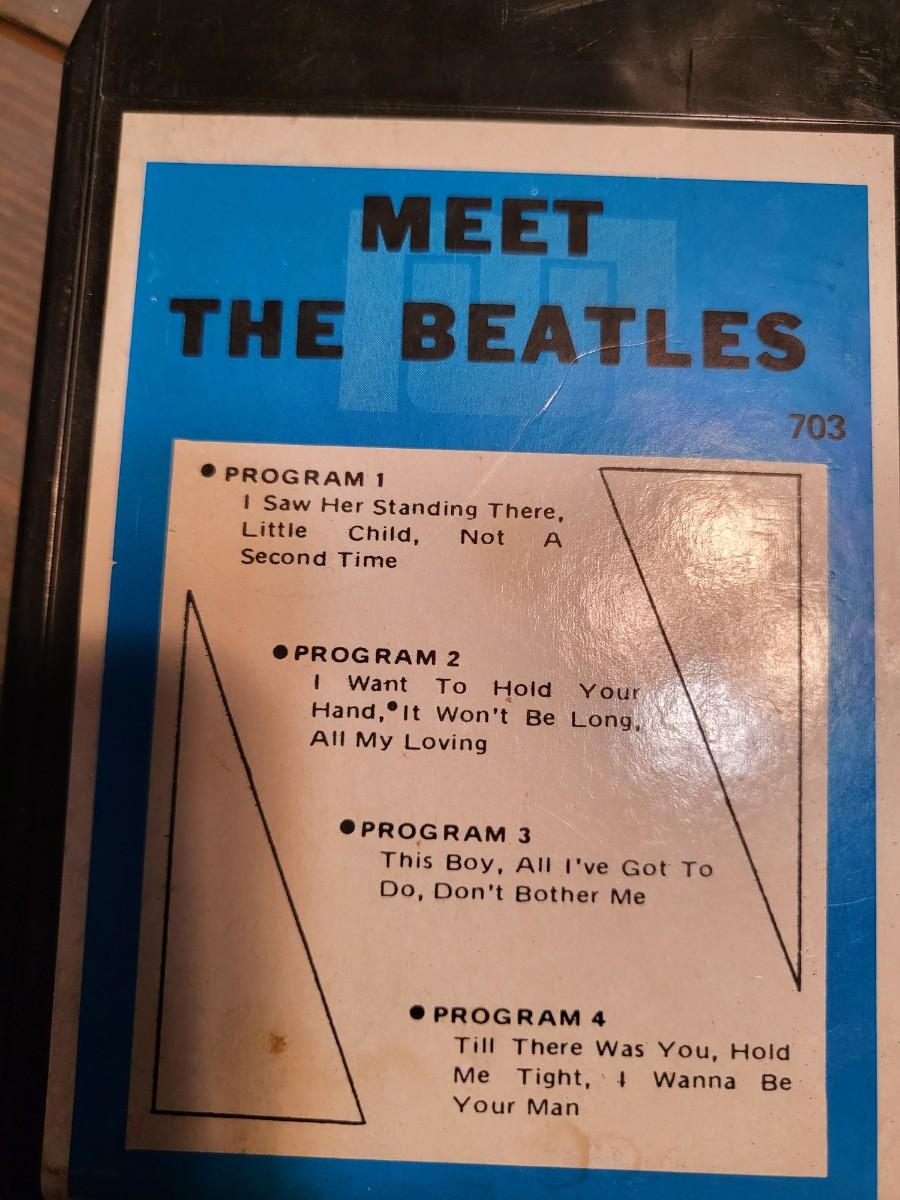 MEET
THE BEATLES
703
● PROGRAM 1
I Saw Her Standing There,
Little Child, Not A
Second Time
● PROGRAM 2
I Want To Hold Your
Hand, It Won't Be Long,
All My Loving
● PROGRAM 3
This Boy, All I've Got To
Do, Don't Bother Me
● PROGRAM 4
Till There Was You, Hold
Me Tight, I Wanna Be
Your Man